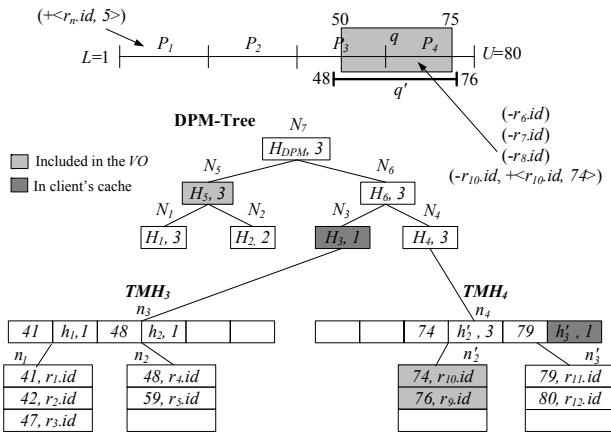 (+<rn.id, 5>)
50 75
P1 P2 P3 q P4
L=1 U=80
48 76
q'
(-r6.id)
(-r7.id)
(-r8.id)
(-r10.id, +<r10.id, 74>)
DPM-Tree
N7
HDPM, 3
Included in the VO
In client's cache
N5 N6
H5, 3 H6, 3
N1 N2 N3 N4
H1, 3 H2, 2 H3, 1 H4, 3
TMH3 TMH4
n3 n4
41 h1, 1 48 h2, 1 74 h'2, 3 79 h'3, 1
n1 n2 n'2 n'3
41, r1.id 48, r4.id 74, r10.id 79, r11.id
42, r2.id 59, r5.id 76, r9.id 80, r12.id
47, r3.id